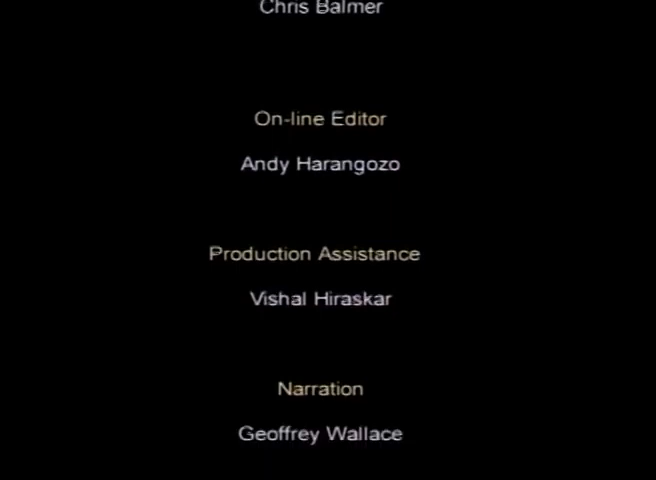 Chris Balmer
On-line Editor
Andy Harangozo
Production Assistance
Vishal Hiraskar
Narration
Geoffrey Wallace